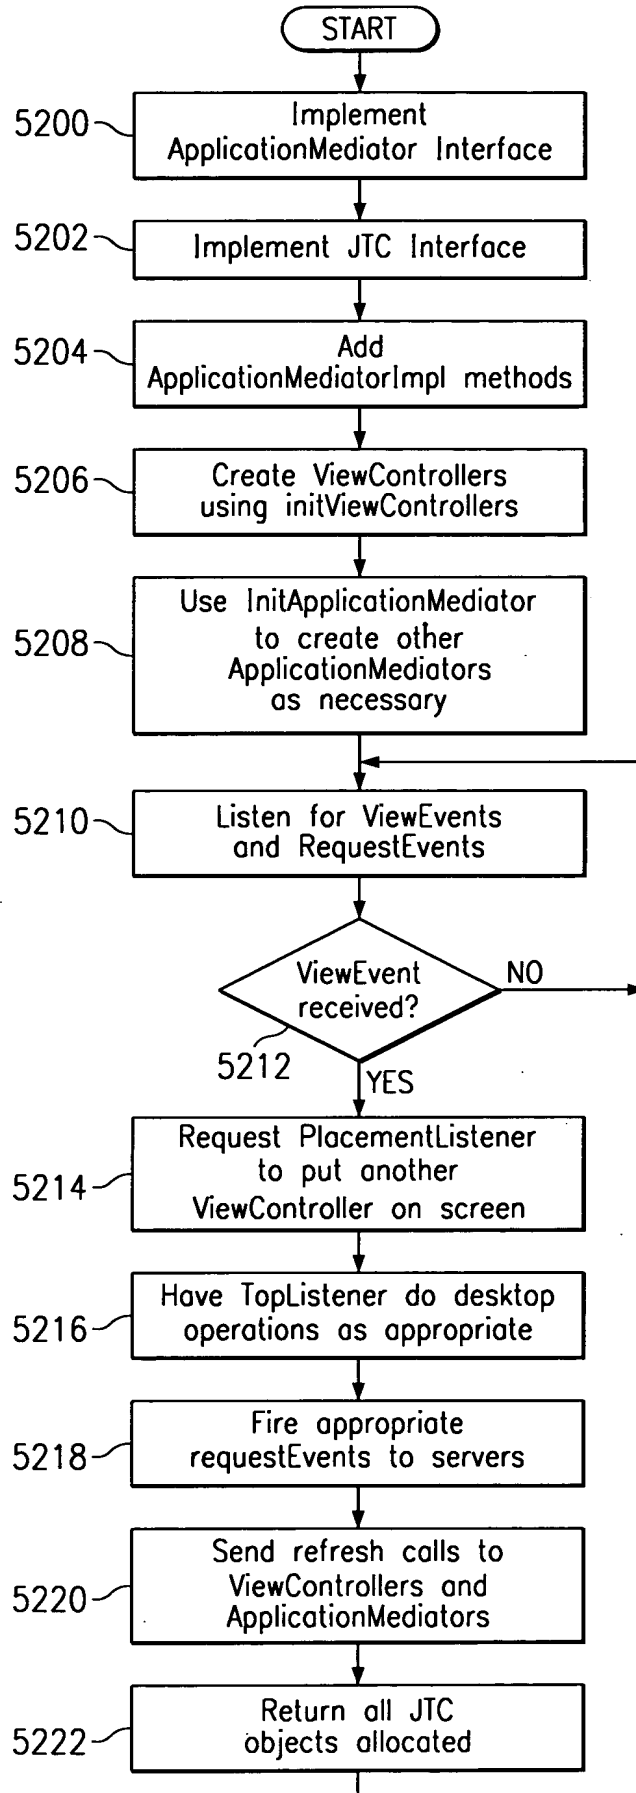 START
5200
Implement
ApplicationMediator Interface
5202
Implement JTC Interface
5204
Add
ApplicationMediatorImpl methods
5206
Create ViewControllers
using initViewControllers
5208
Use InitApplicationMediator
to create other
ApplicationMediators
as necessary
5210
Listen for ViewEvents
and RequestEvents
ViewEvent
received?
NO
5212
YES
5214
Request PlacementListener
to put another
ViewController on screen
5216
Have TopListener do desktop
operations as appropriate
5218
Fire appropriate
requestEvents to servers
5220
Send refresh calls to
ViewControllers and
ApplicationMediators
5222
Return all JTC
objects allocated